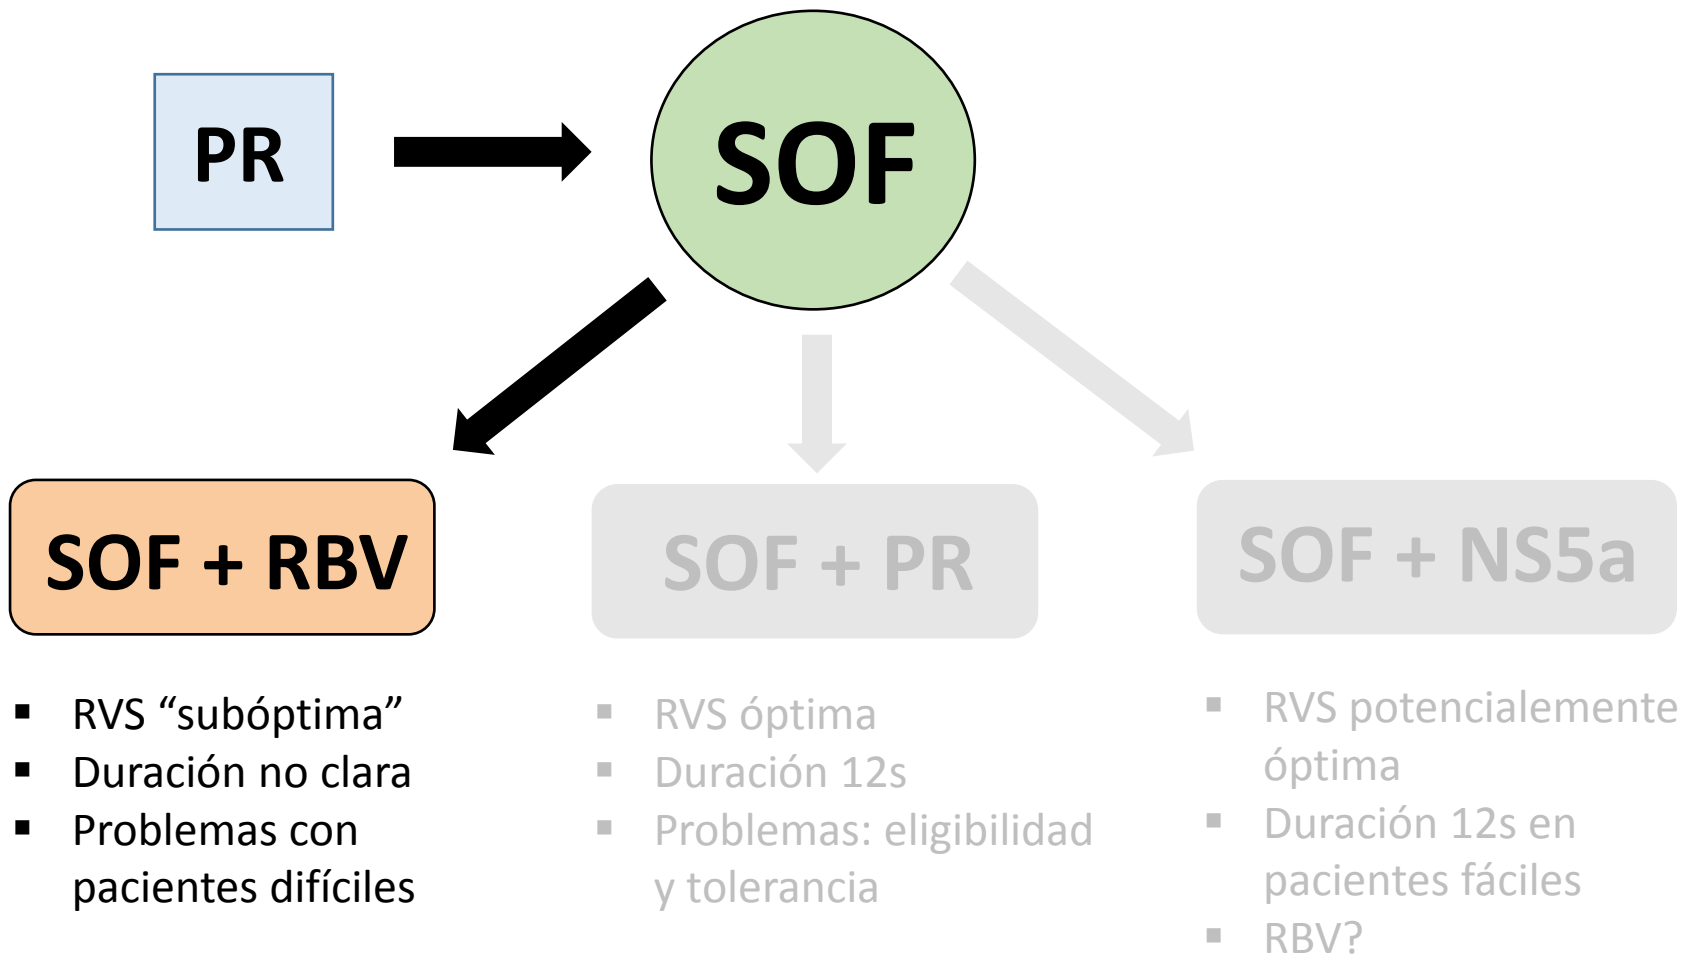 PR
SOF
SOF + RBV
▪ RVS “subóptima”
▪ Duración no clara
▪ Problemas con
pacientes difíciles
SOF + PR
▪ RVS óptima
▪ Duración 12s
▪ Problemas: eligibilidad
y tolerancia
SOF + NS5a
▪ RVS potencialemente
óptima
▪ Duración 12s en
pacientes fáciles
▪ RBV?